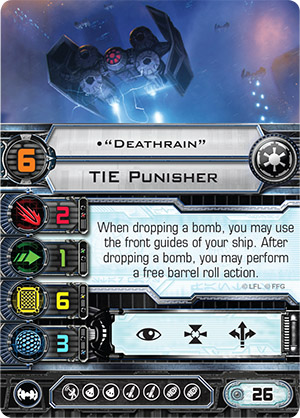 •“Deathrain”
6
TIE Punisher
2
1
6
3
When dropping a bomb, you may use
the front guides of your ship. After
dropping a bomb, you may perform
a free barrel roll action.
©LFL ©FFG
26